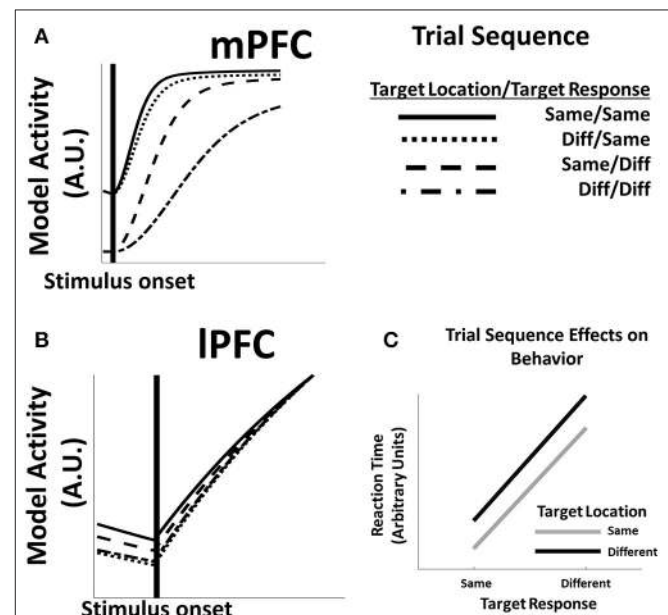 A
mPFC
Model Activity
(A.U.)
Stimulus onset
Trial Sequence
Target Location/Target Response
Same/Same
Diff/Same
Same/Diff
Diff/Diff
B
lPFC
Model Activity
(A.U.)
Stimulus onset
C
Trial Sequence Effects on
Behavior
Reaction Time
(Arbitrary Units)
Target Location
Same
Different
Same
Different
Target Response